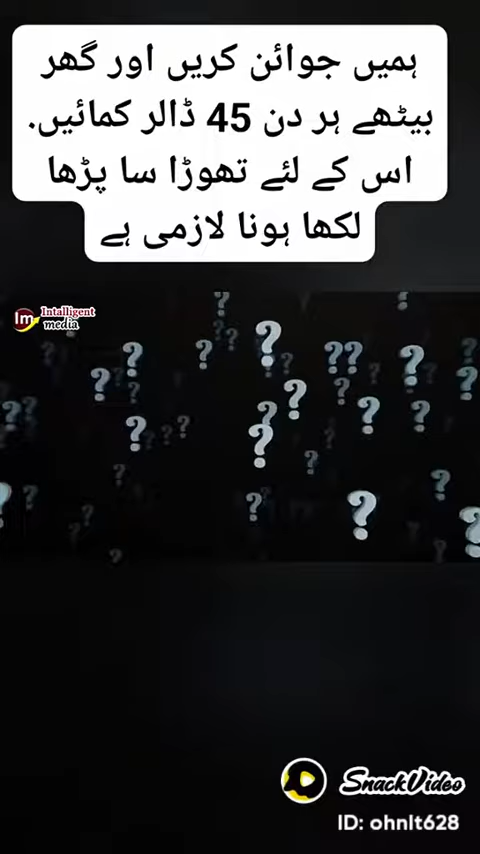 ہمیں جوائن کریں اور گھر
بیٹھے ہر دن 45 ڈالر کمائیں.
اس کے لئے تھوڑا سا پڑھا
لکھا ہونا لازمی ہے
Im Intalligent
media
? ? ? ? ? ? ? ? ? ? ? ? ? ? ? ?
SnackVideo
ID: ohnlt628